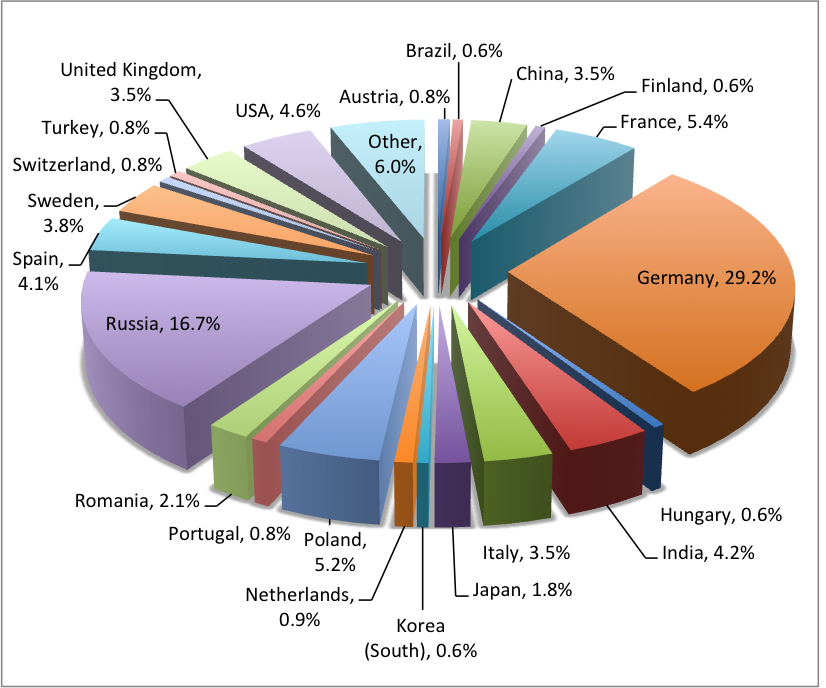 Brazil, 0.6%
China, 3.5%
United Kingdom,
3.5%
Finland, 0.6%
Austria, 0.8%
USA, 4.6%
France, 5.4%
Turkey, 0.8%
Other,
6.0%
Switzerland, 0.8%
Sweden,
3.8%
Spain,
4.1%
Germany, 29.2%
Russia, 16.7%
Romania, 2.1%
Hungary, 0.6%
Portugal, 0.8%
Poland,
5.2%
Italy, 3.5%
India, 4.2%
Netherlands,
0.9%
Japan, 1.8%
Korea
(South), 0.6%